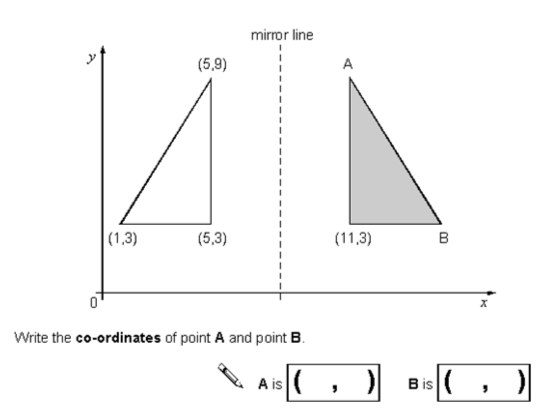 mirror line
y
(5,9) A
(1,3) (5,3) (11,3) B
0 x
Write the co-ordinates of point A and point B.
A is ( , ) B is ( , )